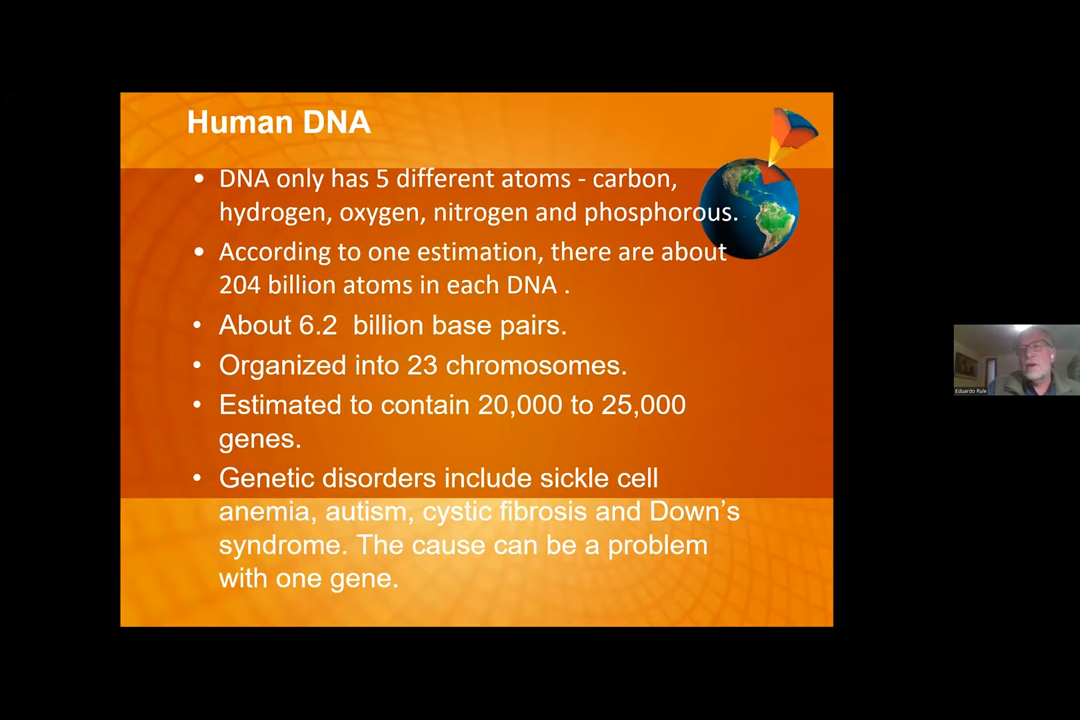 Human DNA
• DNA only has 5 different atoms - carbon,
hydrogen, oxygen, nitrogen and phosphorous.
• According to one estimation, there are about
204 billion atoms in each DNA .
• About 6.2  billion base pairs.
• Organized into 23 chromosomes.
• Estimated to contain 20,000 to 25,000
genes.
• Genetic disorders include sickle cell
anemia, autism, cystic fibrosis and Down’s
syndrome. The cause can be a problem
with one gene.
Eduardo Rule